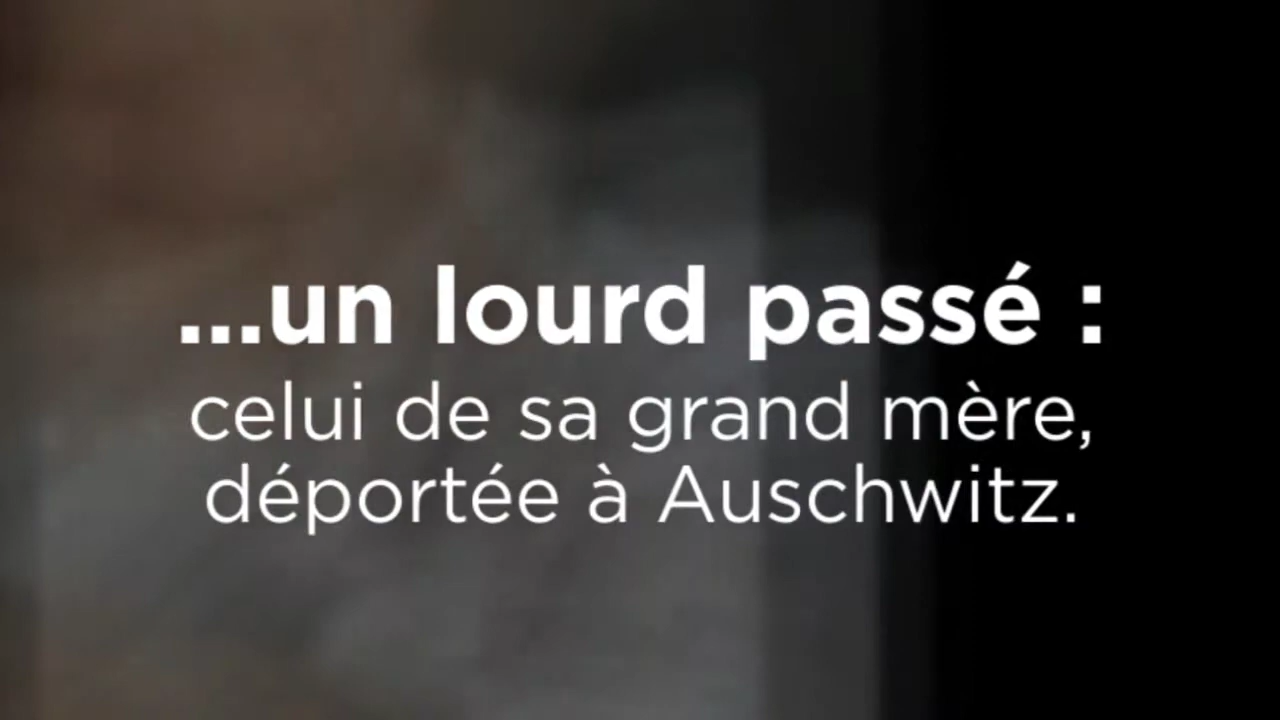 ...un lourd passé :
celui de sa grand mère,
déportée à Auschwitz.